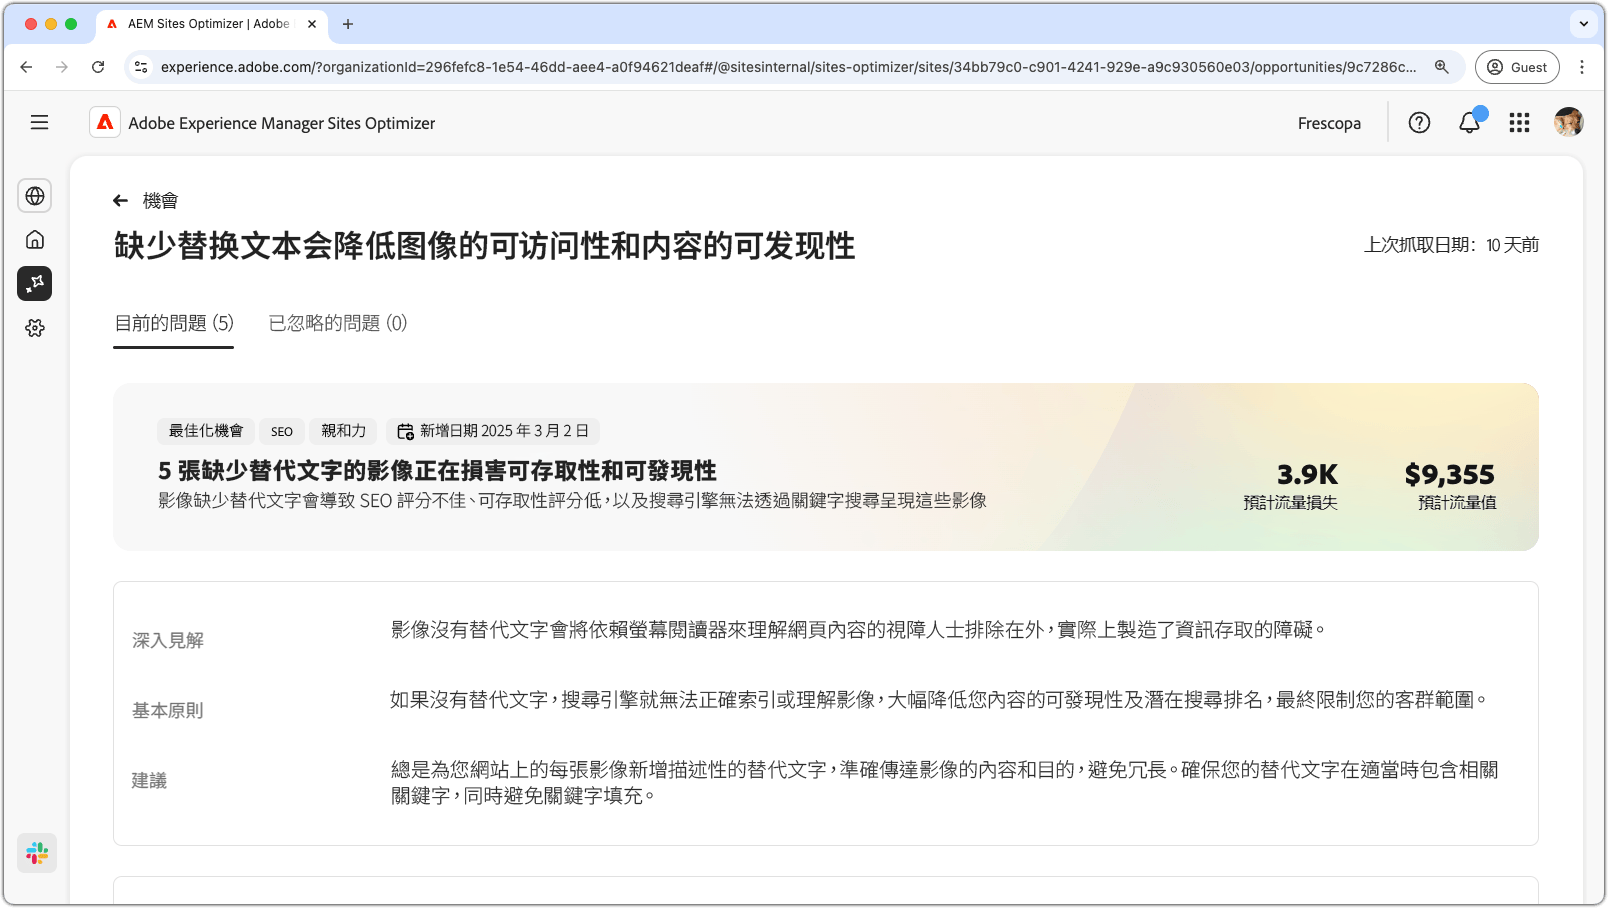 AEM Sites Optimizer | Adobe
experience.adobe.com/?organizationId=296fefc8-1e54-46dd-aee4-a0f94621deaf#/@sitesinternal/sites-optimizer/sites/34bb79c0-c901-4241-929e-a9c930560e03/opportunities/9c7286c...
Guest
Adobe Experience Manager Sites Optimizer
Frescopa
機會
缺少替换文本会降低图像的可访问性和内容的可发现性
上次抓取日期：10 天前
目前的問題 (5)
已忽略的問題 (0)
最佳化機會
SEO
親和力
新增日期 2025 年 3 月 2 日
5 張缺少替代文字的影像正在損害可存取性和可發現性
影像缺少替代文字會導致 SEO 評分不佳、可存取性評分低，以及搜尋引擎無法透過關鍵字搜尋呈現這些影像
3.9K
預計流量損失
$9,355
預計流量值
深入見解
影像沒有替代文字會將依賴螢幕閱讀器來理解網頁內容的視障人士排除在外，實際上製造了資訊存取的障礙。
基本原則
如果沒有替代文字，搜尋引擎就無法正確索引或理解影像，大幅降低您內容的可發現性及潛在搜尋排名，最終限制您的客群範圍。
建議
總是為您網站上的每張影像新增描述性的替代文字，準確傳達影像的內容和目的，避免冗長。確保您的替代文字在適當時包含相關
關鍵字，同時避免關鍵字填充。